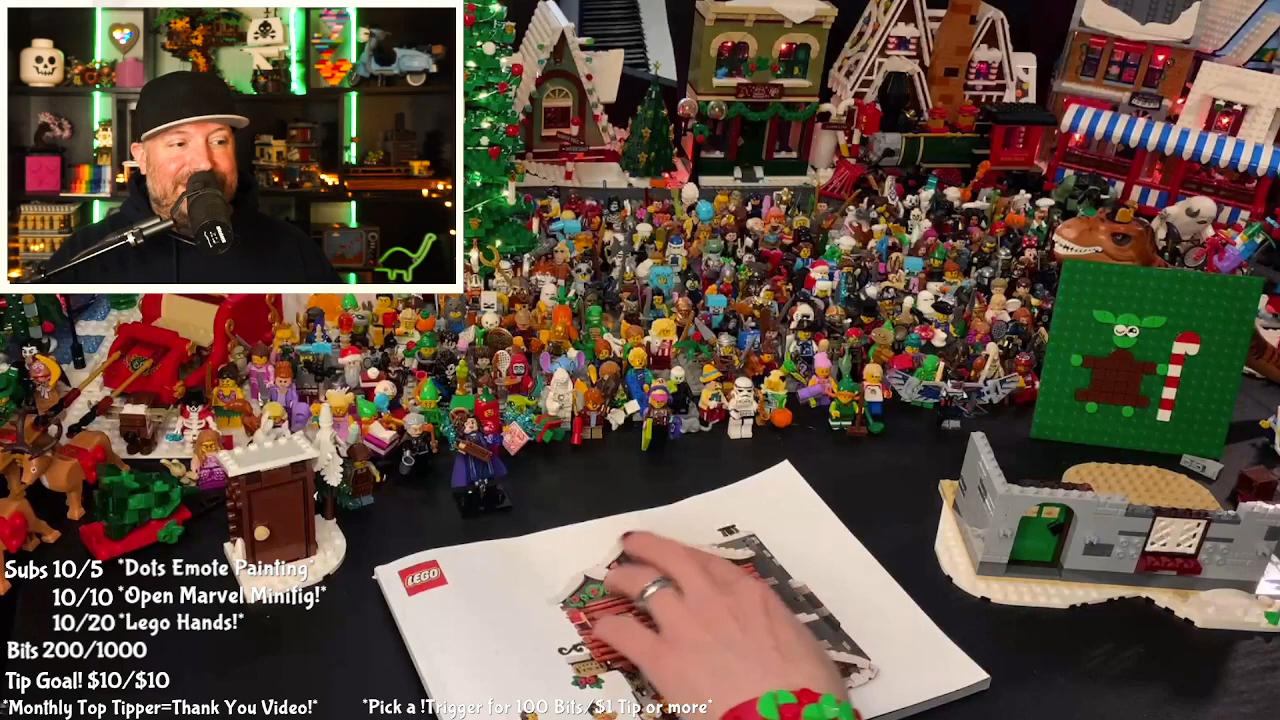 LEGO
Subs 10/5 *Dots Emote Painting*
10/10 *Open Marvel Minifig!*
10/20 *Lego Hands!*
Bits 200/1000
Tip Goal! $10/$10
*Monthly Top Tipper=Thank You Video!*
*Pick a !Trigger for 100 Bits/$1 Tip or more*